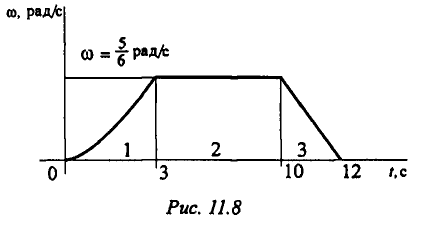 ω, рад/с
ω = 5/6 рад/с
1 2 3
0 3 10 12 t, с
Рис. 11.8